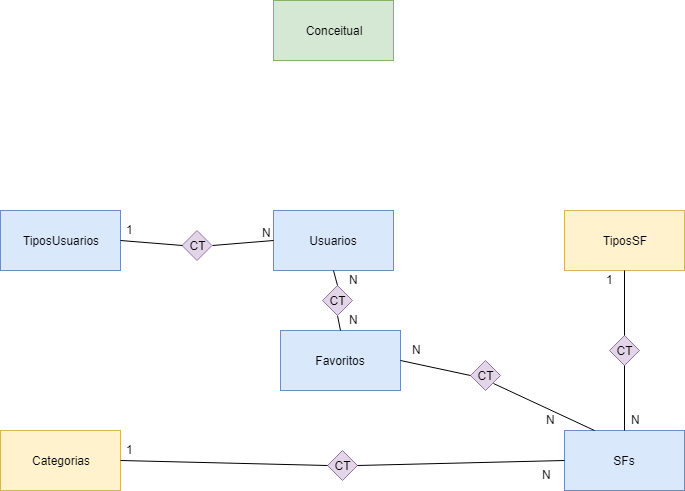 Conceitual
TiposUsuarios
1
CT
N
Usuarios
TiposSF
N
1
CT
N
Favoritos
N
CT
CT
N
N
Categorias
1
CT
N
SFs